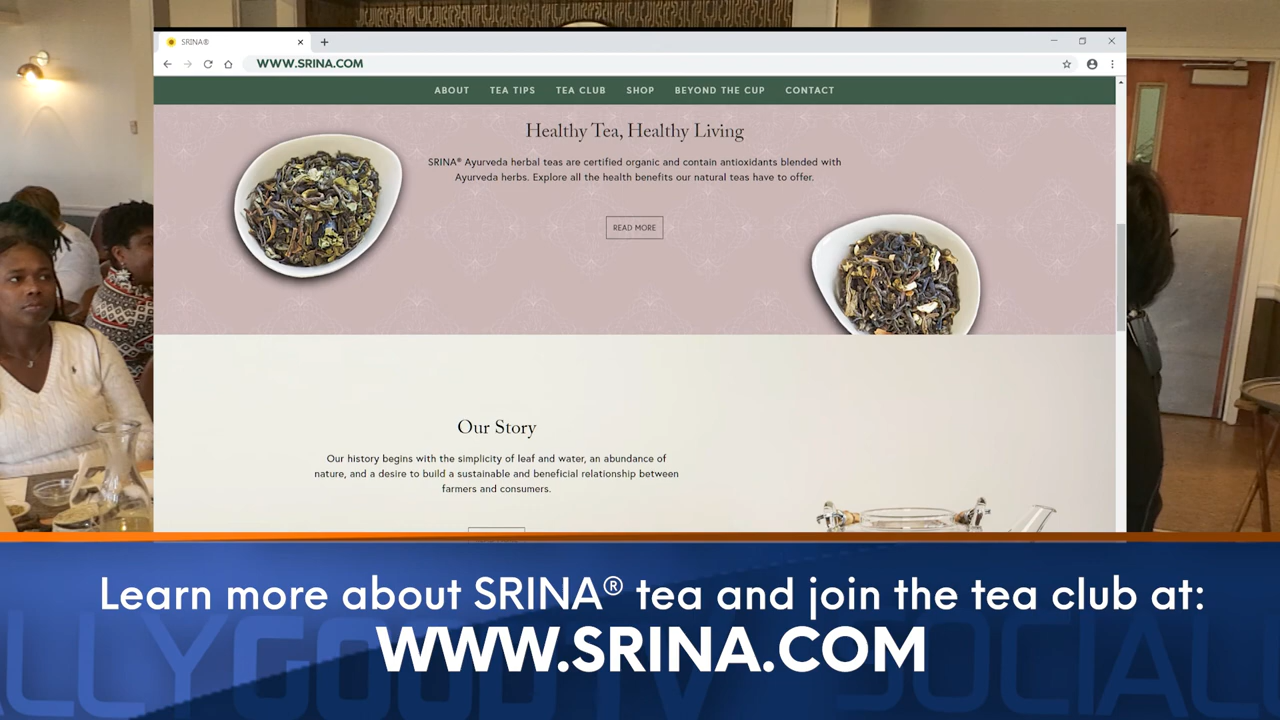 SRINA®
WWW.SRINA.COM
ABOUT TEA TIPS TEA CLUB SHOP BEYOND THE CUP CONTACT
Healthy Tea, Healthy Living
SRINA® Ayurveda herbal teas are certified organic and contain antioxidants blended with
Ayurveda herbs. Explore all the health benefits our natural teas have to offer.
READ MORE
Our Story
Our history begins with the simplicity of leaf and water, an abundance of
nature, and a desire to build a sustainable and beneficial relationship between
farmers and consumers.
Learn more about SRINA® tea and join the tea club at:
WWW.SRINA.COM